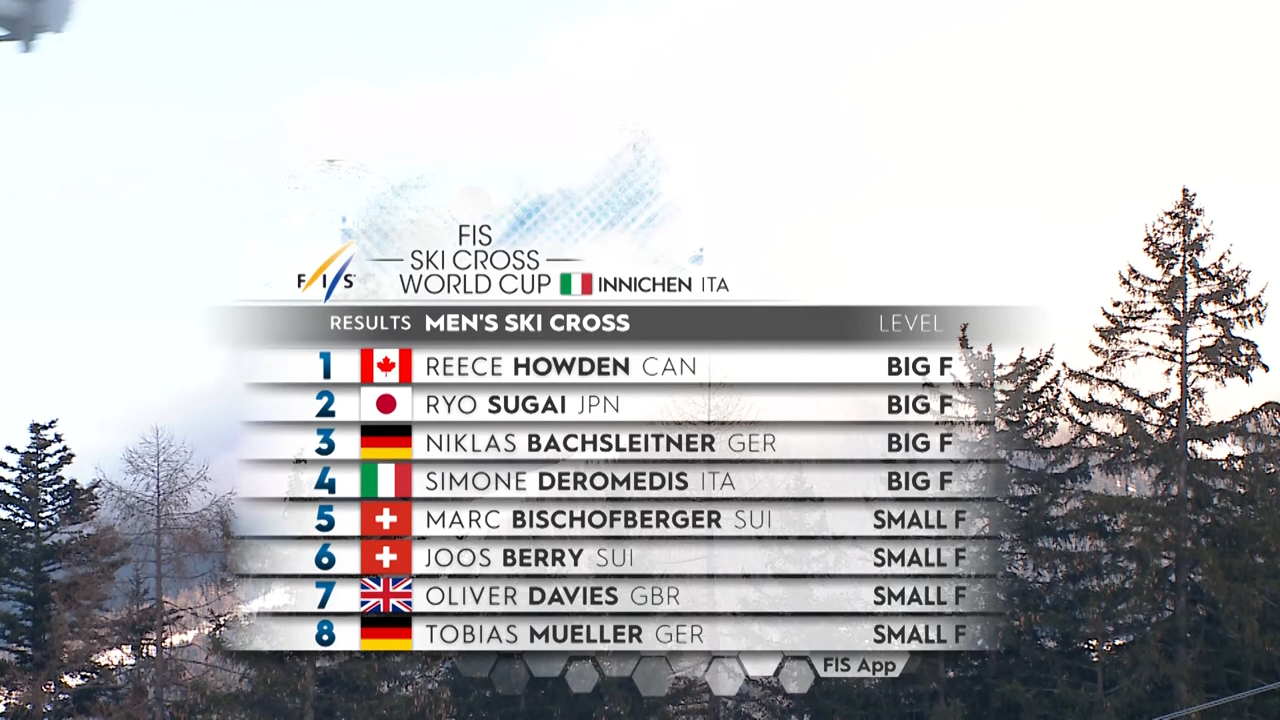 FIS
FIS
SKI CROSS
WORLD CUP INNICHEN ITA
RESULTS MEN'S SKI CROSS LEVEL
1 REECE HOWDEN CAN BIG F
2 RYO SUGAI JPN BIG F
3 NIKLAS BACHSLEITNER GER BIG F
4 SIMONE DEROMEDIS ITA BIG F
5 MARC BISCHOFBERGER SUI SMALL F
6 JOOS BERRY SUI SMALL F
7 OLIVER DAVIES GBR SMALL F
8 TOBIAS MUELLER GER SMALL F
FIS App